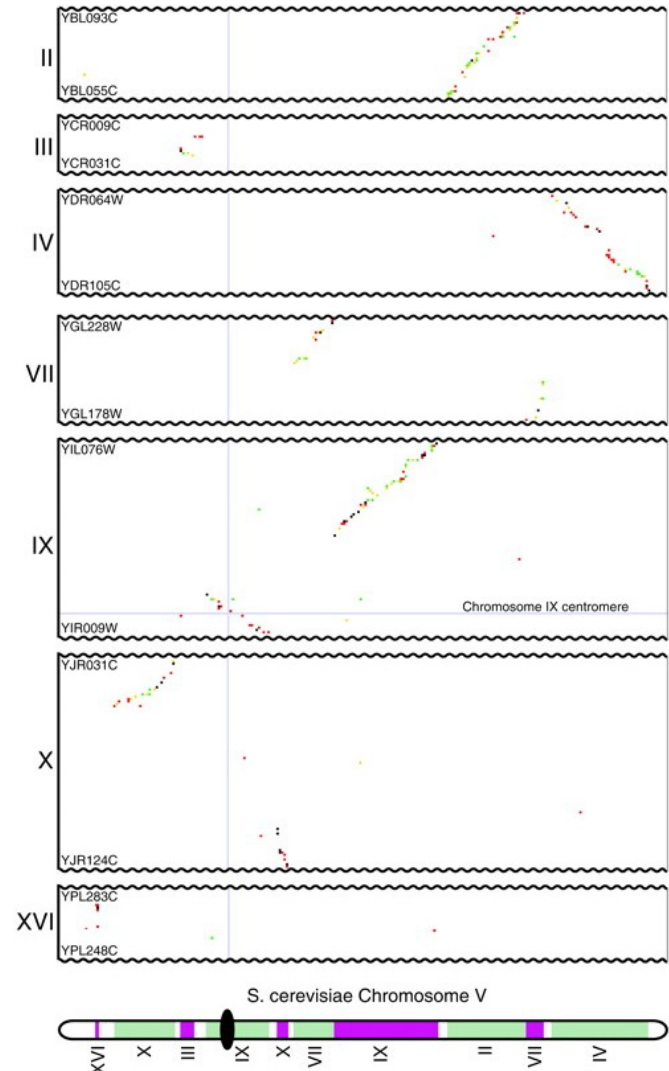 YBL093C
II
YBL055C
YCR009C
III
YCR031C
YDR064W
IV
YDR105C
YGL228W
VII
YGL178W
YIL076W
IX
Chromosome IX centromere
YIR009W
YJR031C
X
YJR124C
YPL283C
XVI
YPL248C
S. cerevisiae Chromosome V
XVI X III IX X VII IX II VII IV